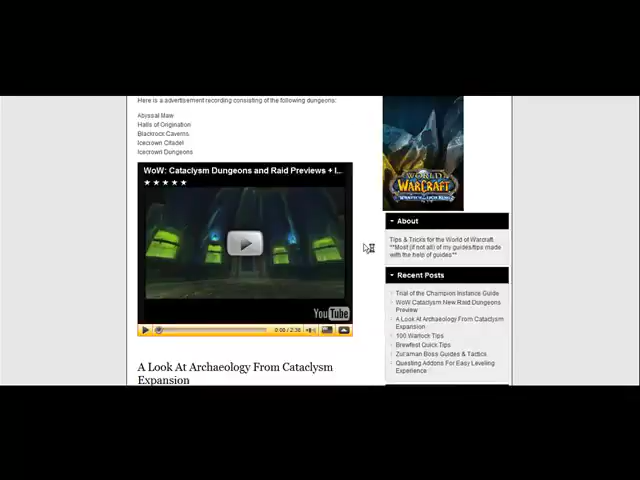 Here is a advertisement recording consisting of the following dungeons:
Abyssal Maw
Halls of Origination
Blackrock Caverns
Icecrown Citadel
Icecrown Dungeons
WoW: Cataclysm Dungeons and Raid Previews + I...
YouTube
0:00 / 2:38
A Look At Archaeology From Cataclysm
Expansion
WORLD
WARCRAFT
About
Tips & Tricks for the World of Warcraft.
**Most (if not all) of my guides/tips made
with the help of guides**
Recent Posts
Trial of the Champion Instance Guide
WoW Cataclysm New Raid Dungeons
Preview
A Look At Archaeology From Cataclysm
Expansion
100 Warlock Tips
Brewfest Quick Tips
Zul'aman Boss Guides & Tactics
Questing Addons For Easy Leveling
Experience